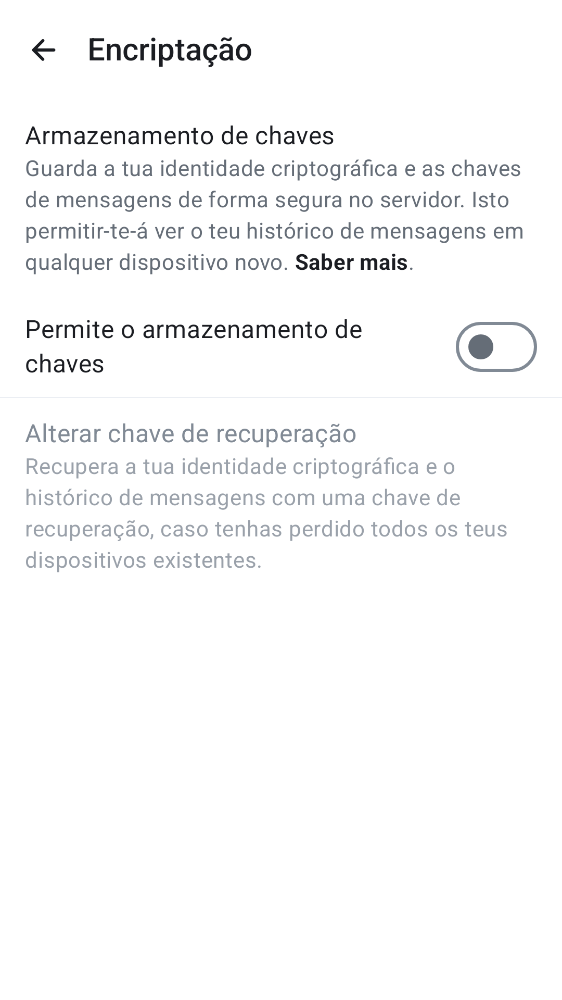 Encriptação
Armazenamento de chaves
Guarda a tua identidade criptográfica e as chaves
de mensagens de forma segura no servidor. Isto
permitir-te-á ver o teu histórico de mensagens em
qualquer dispositivo novo. Saber mais.
Permite o armazenamento de
chaves
Alterar chave de recuperação
Recupera a tua identidade criptográfica e o
histórico de mensagens com uma chave de
recuperação, caso tenhas perdido todos os teus
dispositivos existentes.